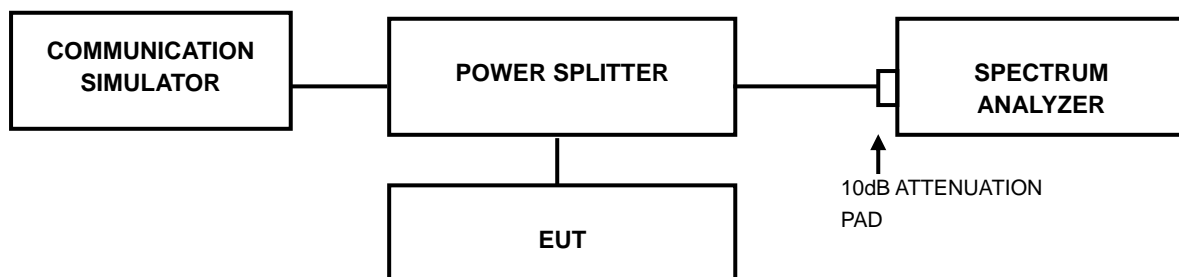 COMMUNICATION
SIMULATOR
POWER SPLITTER
SPECTRUM
ANALYZER
10dB ATTENUATION
PAD
EUT